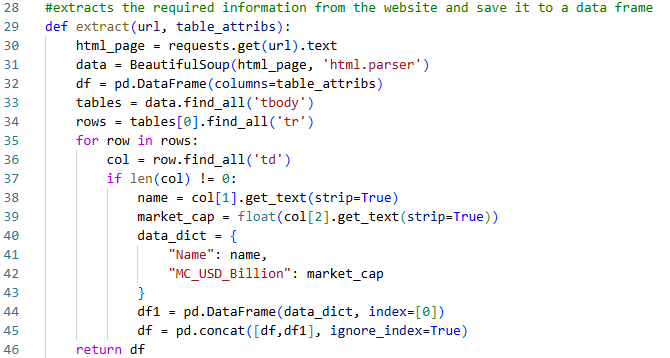 28 #extracts the required information from the website and save it to a data frame
29 def extract(url, table_attribs):
30     html_page = requests.get(url).text
31     data = BeautifulSoup(html_page, 'html.parser')
32     df = pd.DataFrame(columns=table_attribs)
33     tables = data.find_all('tbody')
34     rows = tables[0].find_all('tr')
35     for row in rows:
36         col = row.find_all('td')
37         if len(col) != 0:
38             name = col[1].get_text(strip=True)
39             market_cap = float(col[2].get_text(strip=True))
40             data_dict = {
41                 "Name": name,
42                 "MC_USD_Billion": market_cap
43             }
44             df1 = pd.DataFrame(data_dict, index=[0])
45             df = pd.concat([df,df1], ignore_index=True)
46     return df